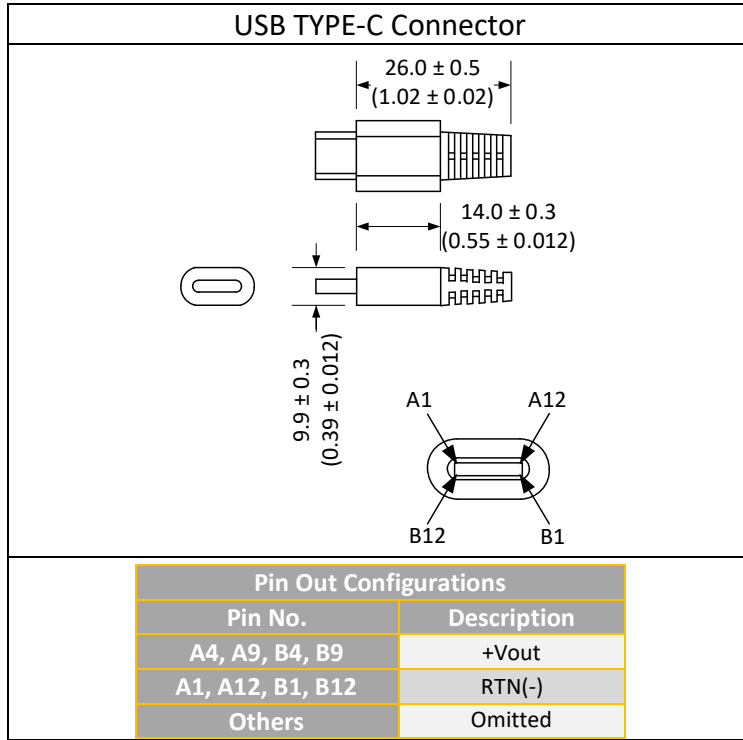 USB TYPE-C Connector
26.0 ± 0.5
(1.02 ± 0.02)
14.0 ± 0.3
(0.55 ± 0.012)
9.9 ± 0.3
(0.39 ± 0.012)
A1 A12
B12 B1
Pin Out Configurations
Pin No. Description
A4, A9, B4, B9 +Vout
A1, A12, B1, B12 RTN(-)
Others Omitted